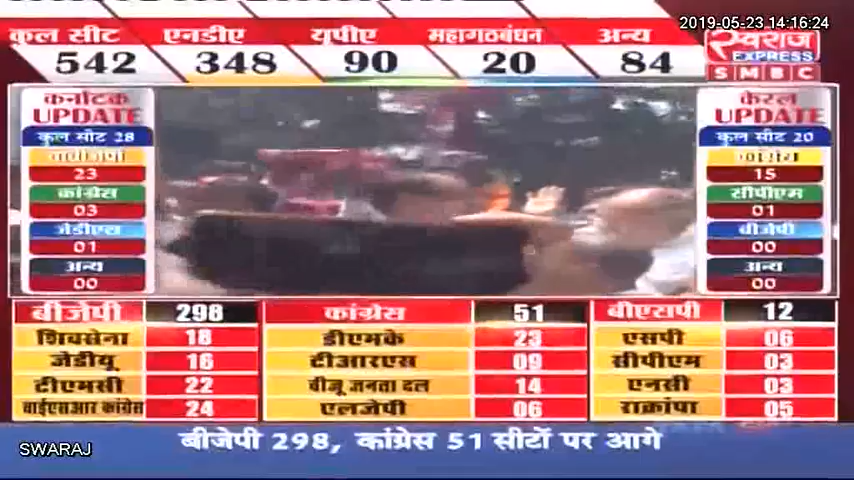 2019-05-23 14:16:24
कुल सीट एनडीए यूपीए महागठबंधन अन्य
542 348 90 20 84
स्वराज
EXPRESS
SMBC
कर्नाटक
UPDATE
कुल सीट 28
बीजेपी
23
कांग्रेस
03
जेडीएस
01
अन्य
00
केरल
UPDATE
कुल सीट 20
कांग्रेस
15
सीपीएम
01
बीजेपी
00
अन्य
00
बीजेपी 298 कांग्रेस 51 बीएसपी 12
शिवसेना 18 डीएमके 23 एसपी 06
जेडीयू 16 टीआरएस 09 सीपीएम 03
टीएमसी 22 बीजू जनता दल 14 एनसी 03
वाईएसआर कांग्रेस 24 एलजेपी 06 राकांपा 05
बीजेपी 298, कांग्रेस 51 सीटों पर आगे
SWARAJ